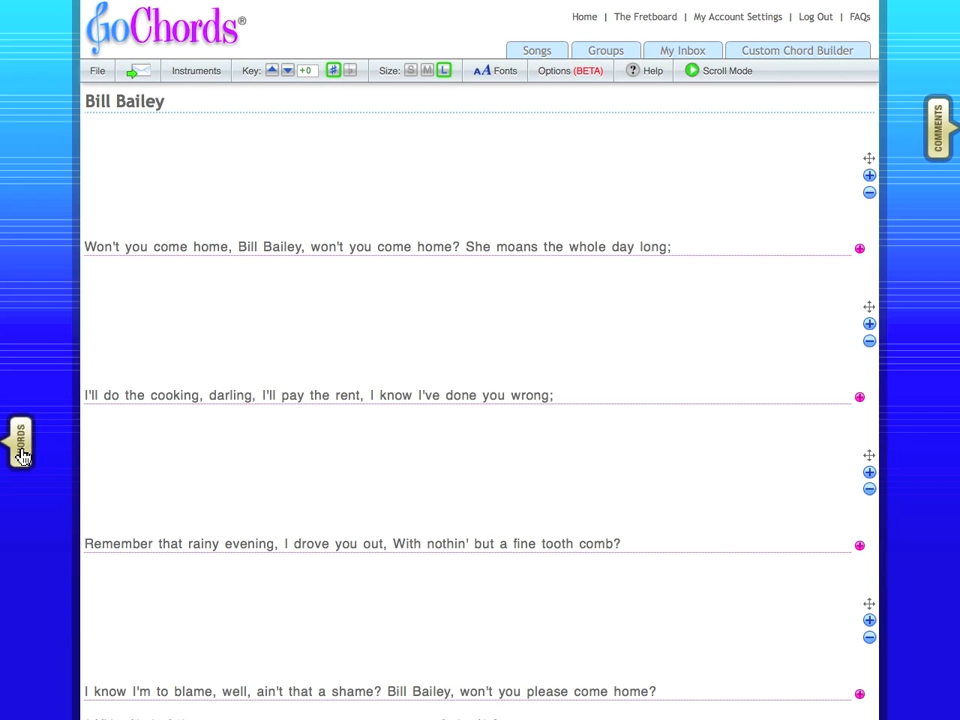 GoChords®
Home | The Fretboard | My Account Settings | Log Out | FAQs
Songs Groups My Inbox Custom Chord Builder
File Instruments Key: +0 # b Size: S M L AA Fonts Options (BETA) ? Help Scroll Mode
Bill Bailey
COMMENTS
Won't you come home, Bill Bailey, won't you come home? She moans the whole day long;
I'll do the cooking, darling, I'll pay the rent, I know I've done you wrong;
Remember that rainy evening, I drove you out, With nothin' but a fine tooth comb?
I know I'm to blame, well, ain't that a shame? Bill Bailey, won't you please come home?